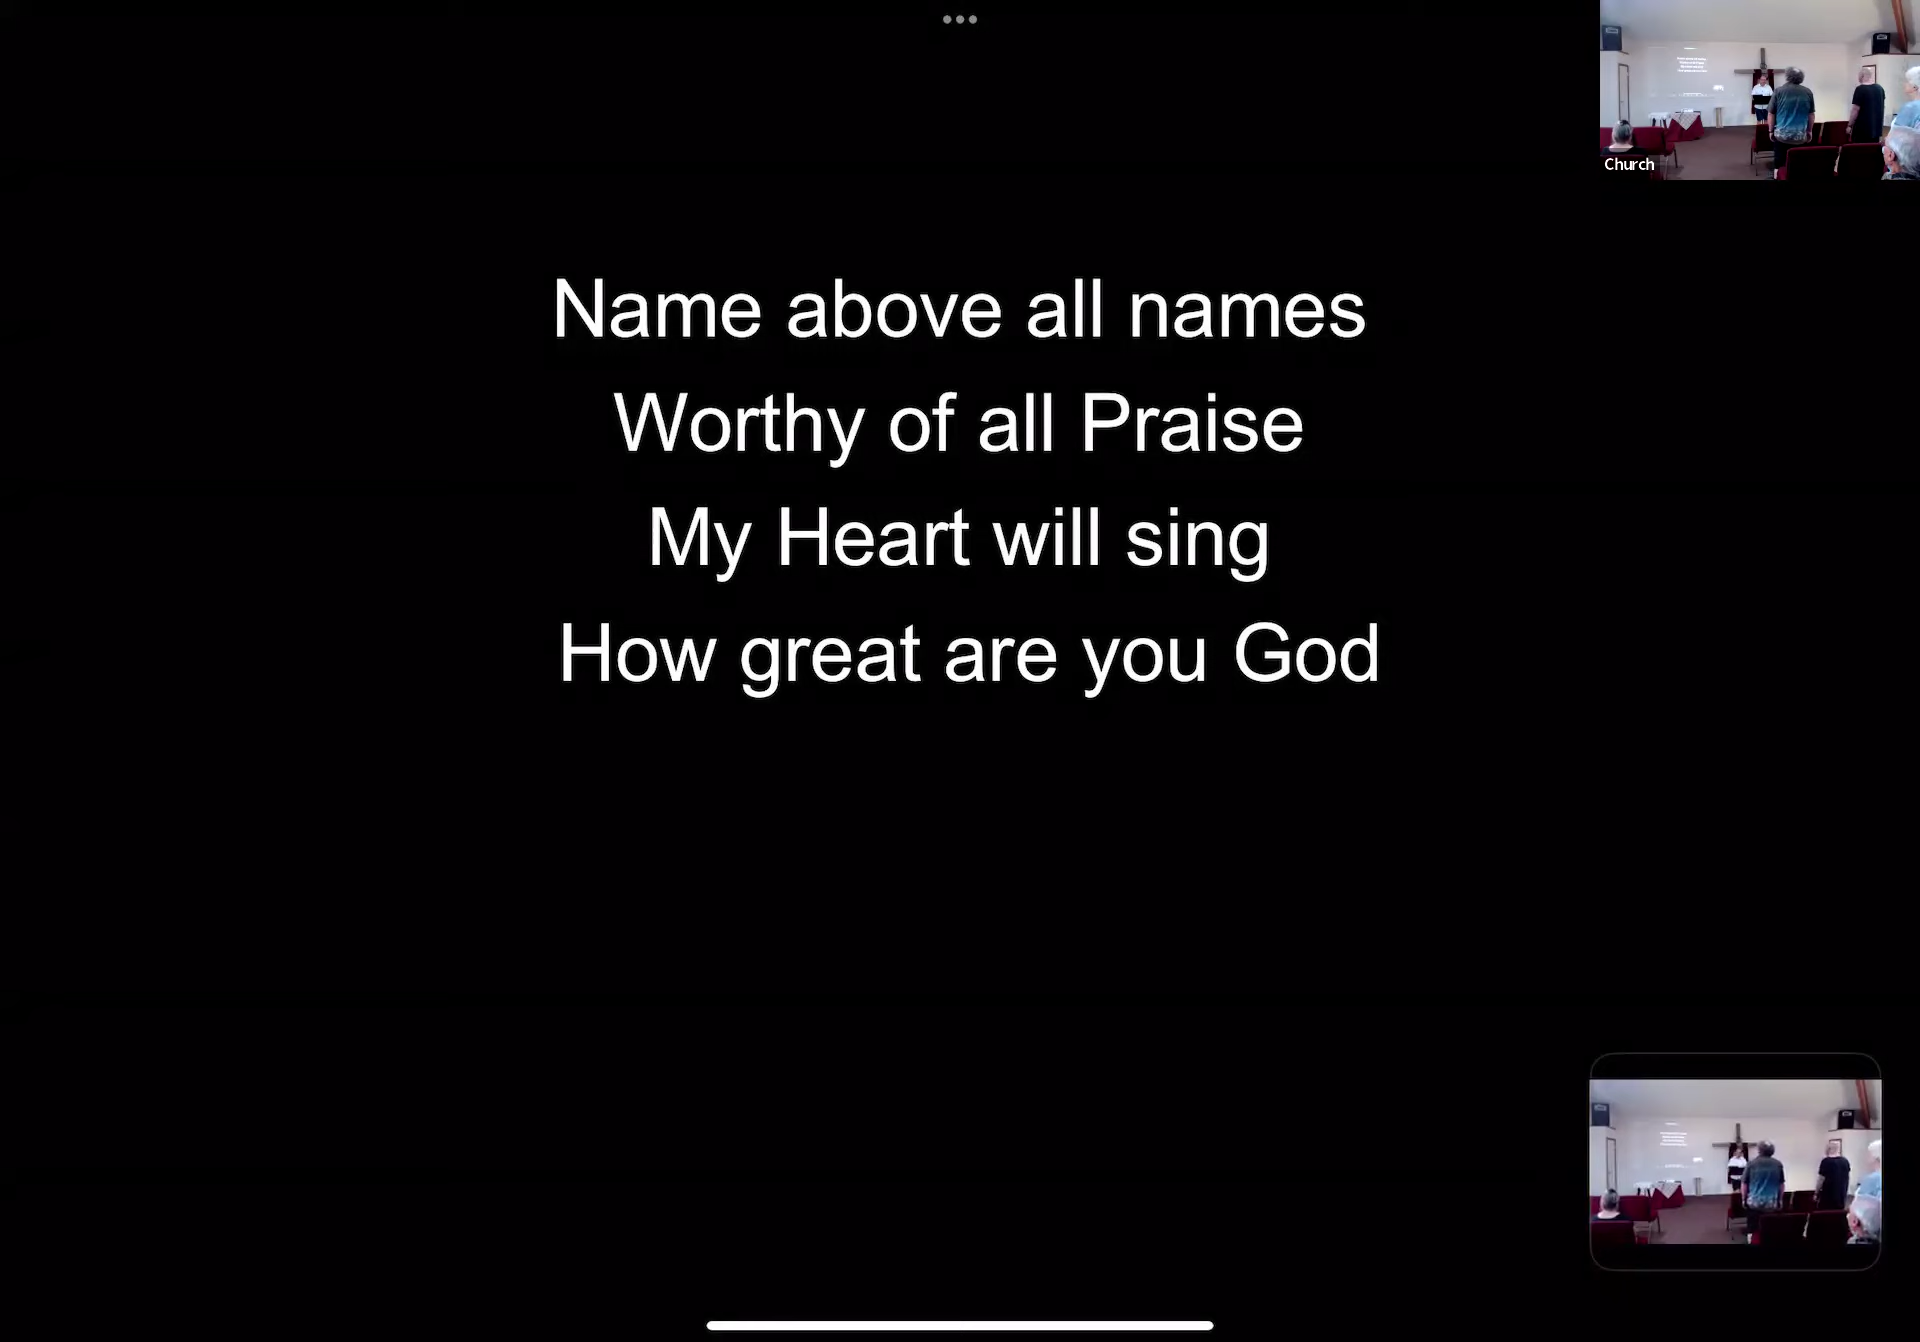 Church
Name above all names
Worthy of all Praise
My Heart will sing
How great are you God